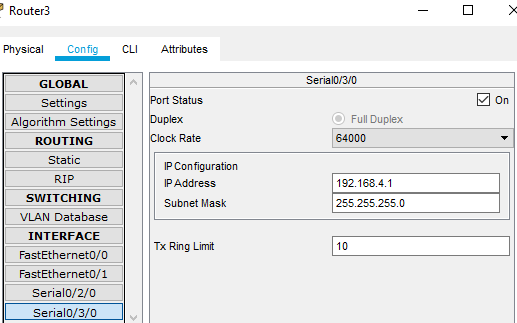 Router3
Physical Config CLI Attributes
GLOBAL
Settings
Algorithm Settings
ROUTING
Static
RIP
SWITCHING
VLAN Database
INTERFACE
FastEthernet0/0
FastEthernet0/1
Serial0/2/0
Serial0/3/0
Serial0/3/0
Port Status On
Duplex Full Duplex
Clock Rate 64000
IP Configuration
IP Address 192.168.4.1
Subnet Mask 255.255.255.0
Tx Ring Limit 10